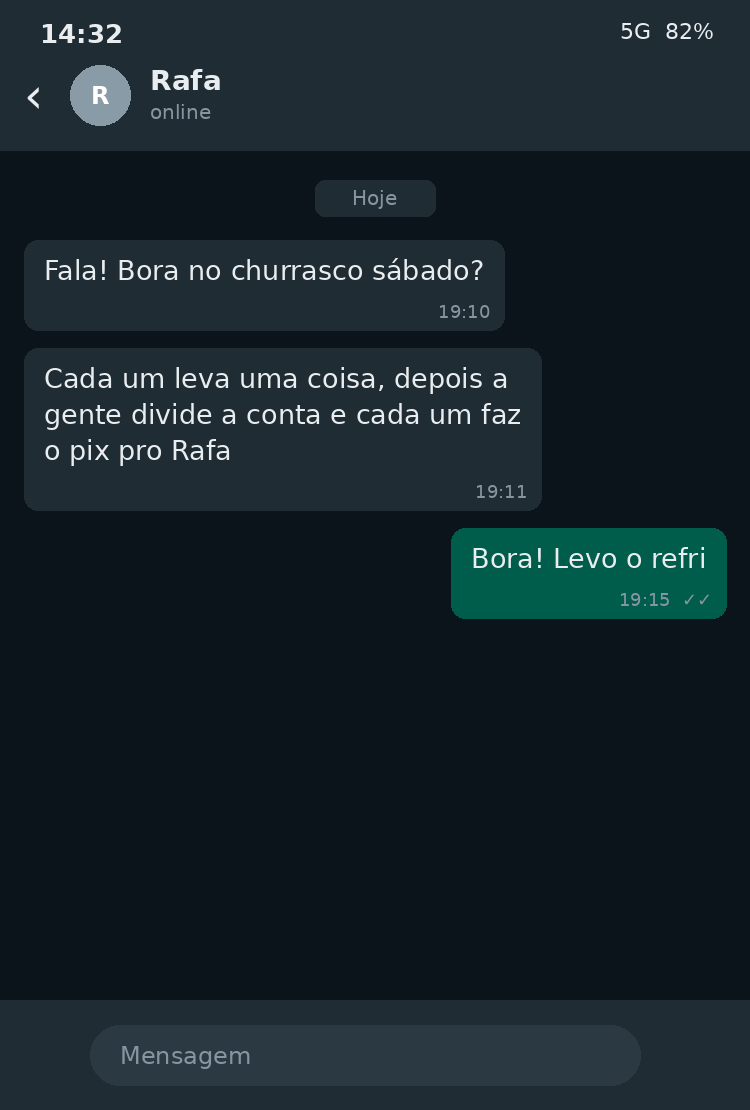 14:32
5G 82%
‹
R
Rafa
online
Hoje
Fala! Bora no churrasco sábado?
19:10
Cada um leva uma coisa, depois a
gente divide a conta e cada um faz
o pix pro Rafa
19:11
Bora! Levo o refri
19:15 ✓✓
Mensagem